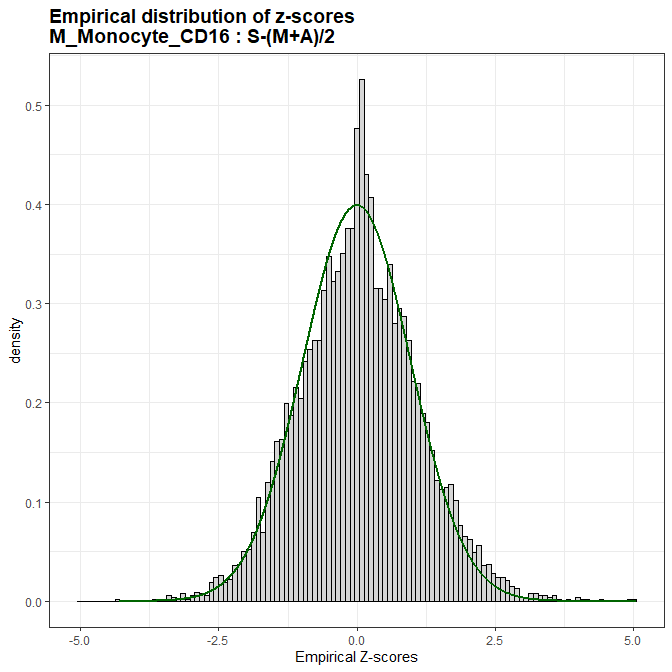 Empirical distribution of z-scores
M_Monocyte_CD16 : S-(M+A)/2
density
0.5
0.4
0.3
0.2
0.1
0.0
-5.0 -2.5 0.0 2.5 5.0
Empirical Z-scores